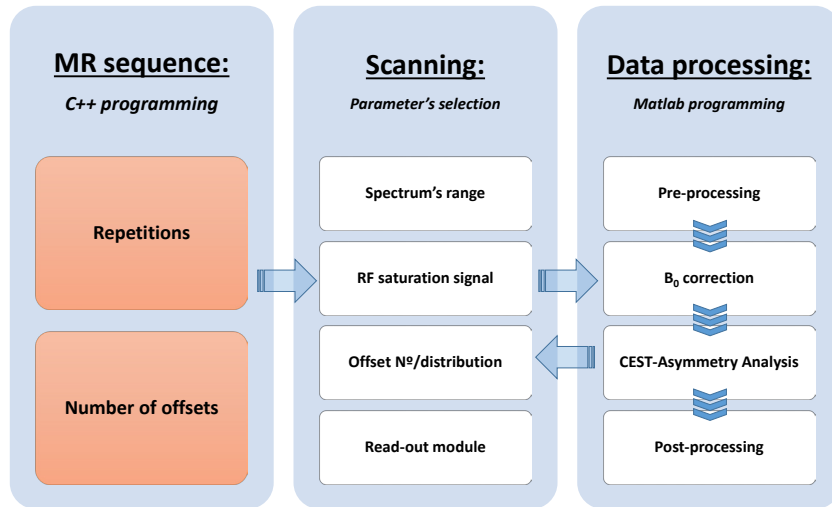 MR sequence:
C++ programming
Repetitions
Number of offsets
Scanning:
Parameter's selection
Spectrum's range
RF saturation signal
Offset Nº/distribution
Read-out module
Data processing:
Matlab programming
Pre-processing
B₀ correction
CEST-Asymmetry Analysis
Post-processing